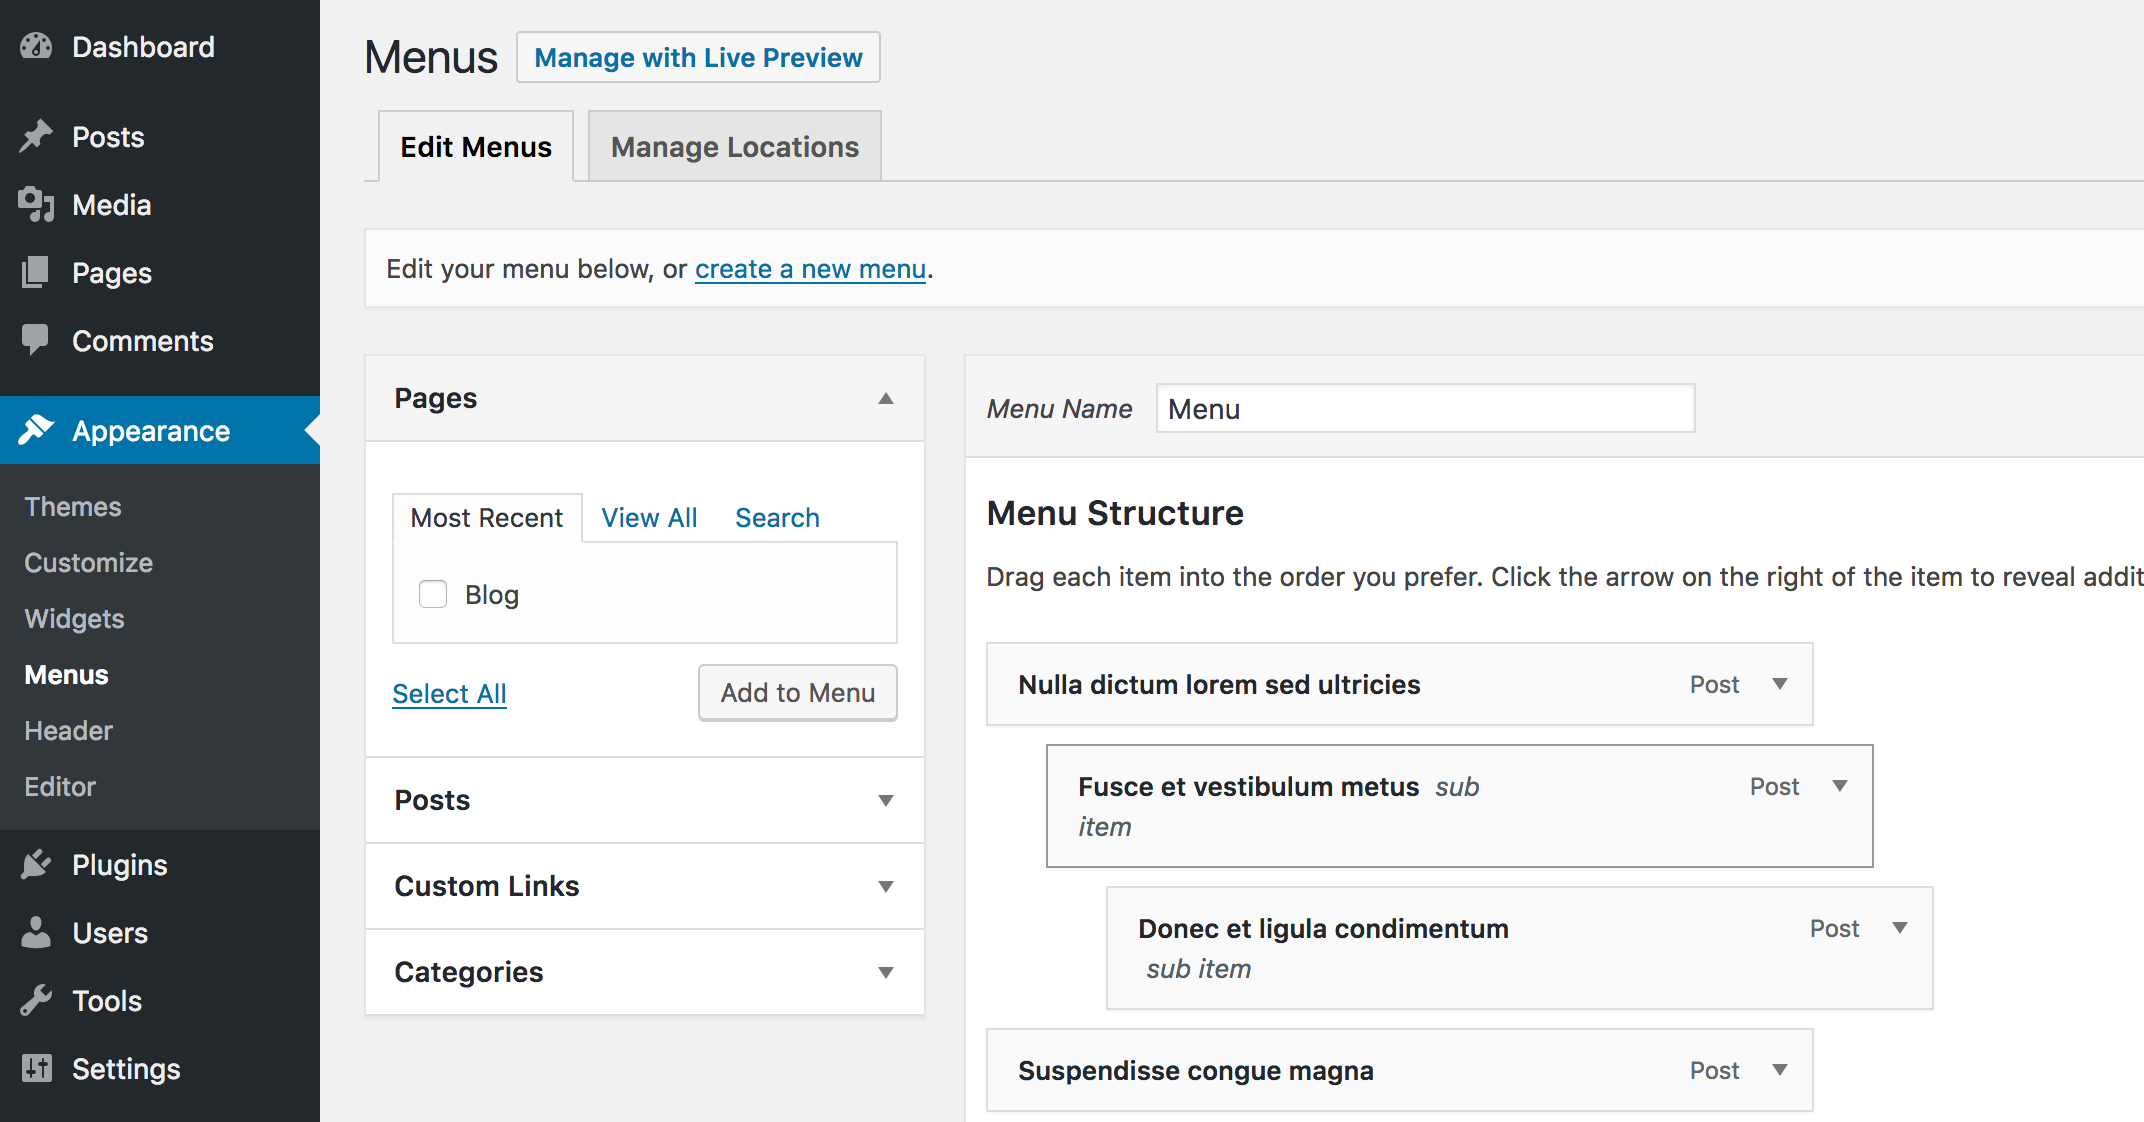 Dashboard
Posts
Media
Pages
Comments
Appearance
Themes
Customize
Widgets
Menus
Header
Editor
Plugins
Users
Tools
Settings
Menus Manage with Live Preview
Edit Menus Manage Locations
Edit your menu below, or create a new menu.
Pages
Most Recent View All Search
Blog
Select All Add to Menu
Posts
Custom Links
Categories
Menu Name Menu
Menu Structure
Drag each item into the order you prefer. Click the arrow on the right of the item to reveal addit
Nulla dictum lorem sed ultricies Post
Fusce et vestibulum metus sub Post
item
Donec et ligula condimentum Post
sub item
Suspendisse congue magna Post